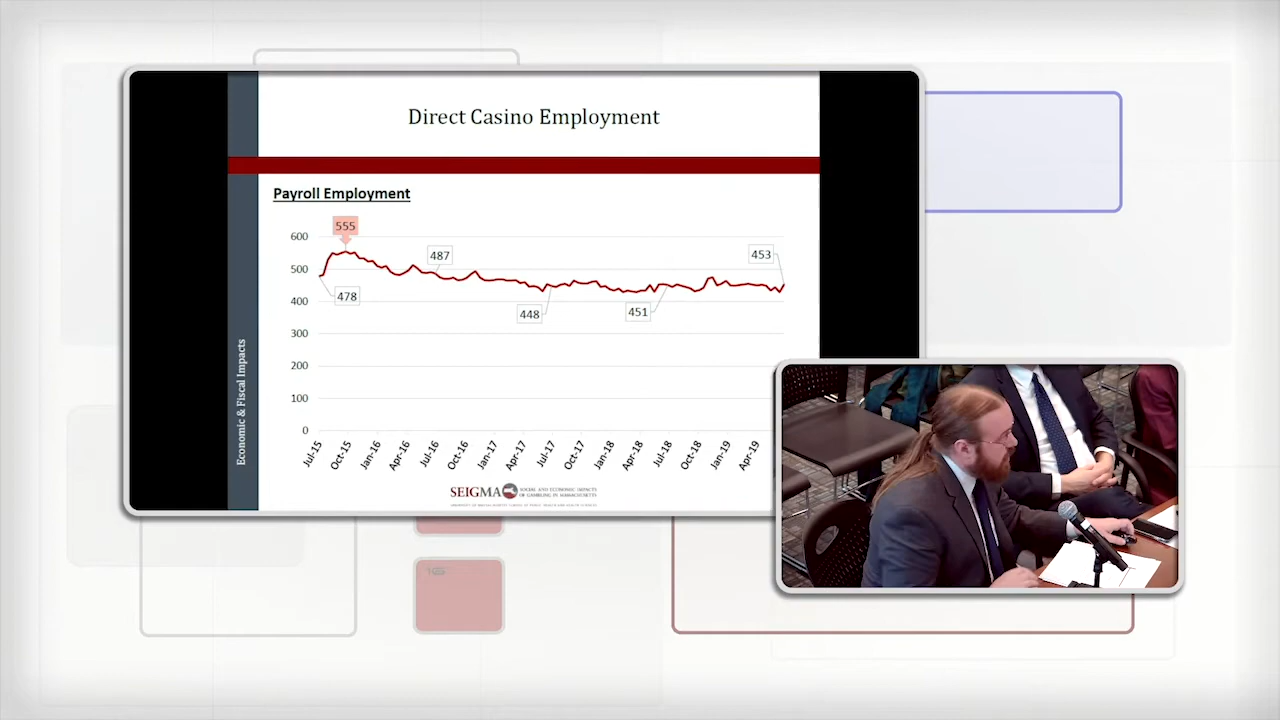 Direct Casino Employment
Payroll Employment
555
600
500
400
300
200
100
0
478
487
448
451
453
Jul-15
Oct-15
Jan-16
Apr-16
Jul-16
Oct-16
Jan-17
Apr-17
Jul-17
Oct-17
Jan-18
Apr-18
Jul-18
Oct-18
Jan-19
Apr-19
Economic & Fiscal Impacts
SEIGMA
SOCIAL AND ECONOMIC IMPACTS
OF GAMBLING IN MASSACHUSETTS